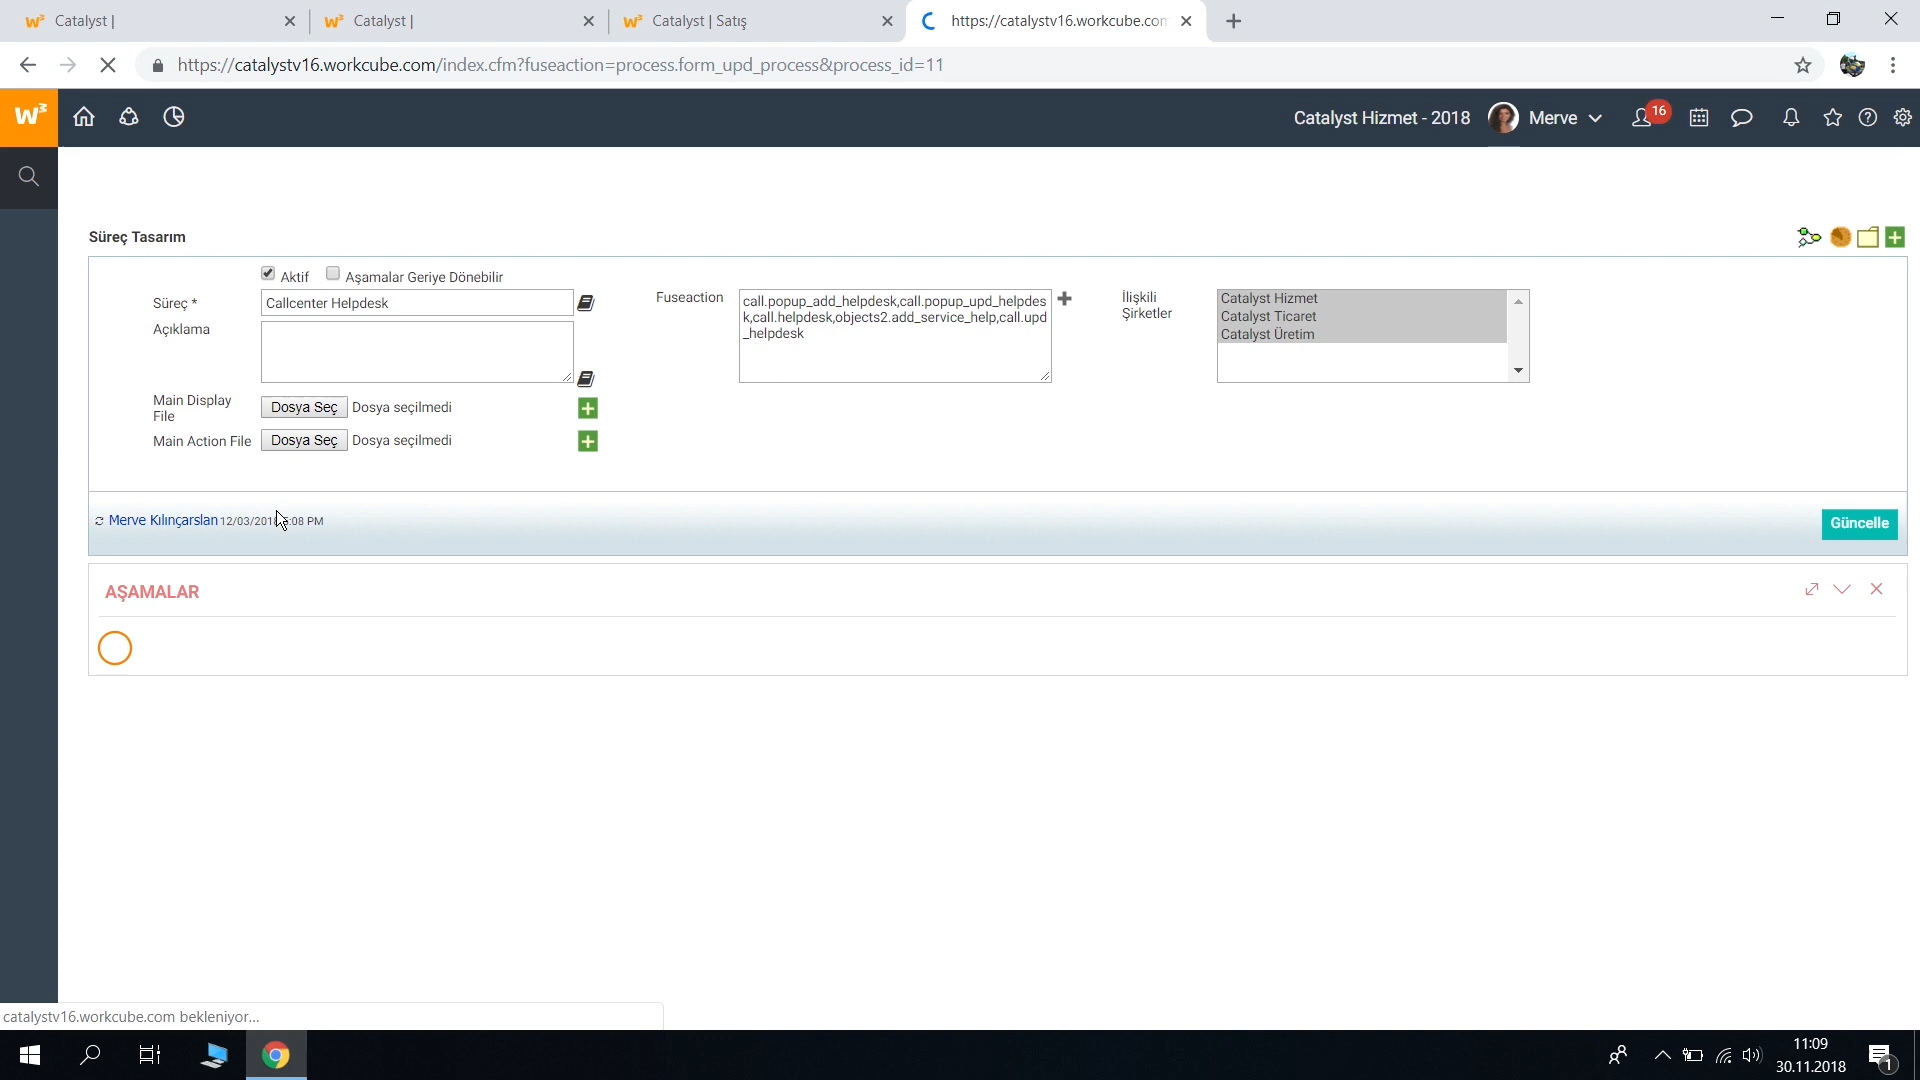 Catalyst |
Catalyst |
Catalyst | Satış
https://catalystv16.workcube.com
https://catalystv16.workcube.com/index.cfm?fuseaction=process.form_upd_process&process_id=11
w³
Catalyst Hizmet - 2018
Merve
16
Süreç Tasarım
Aktif
Aşamalar Geriye Dönebilir
Süreç *
Callcenter Helpdesk
Açıklama
Main Display
File
Dosya Seç
Dosya seçilmedi
Main Action File
Dosya Seç
Dosya seçilmedi
Fuseaction
call.popup_add_helpdesk,call.popup_upd_helpdes
k,call.helpdesk,objects2.add_service_help,call.upd
_helpdesk
İlişkili
Şirketler
Catalyst Hizmet
Catalyst Ticaret
Catalyst Üretim
Merve Kılınçarslan
:08 PM
Güncelle
AŞAMALAR
catalystv16.workcube.com bekleniyor...
11:09
30.11.2018
1